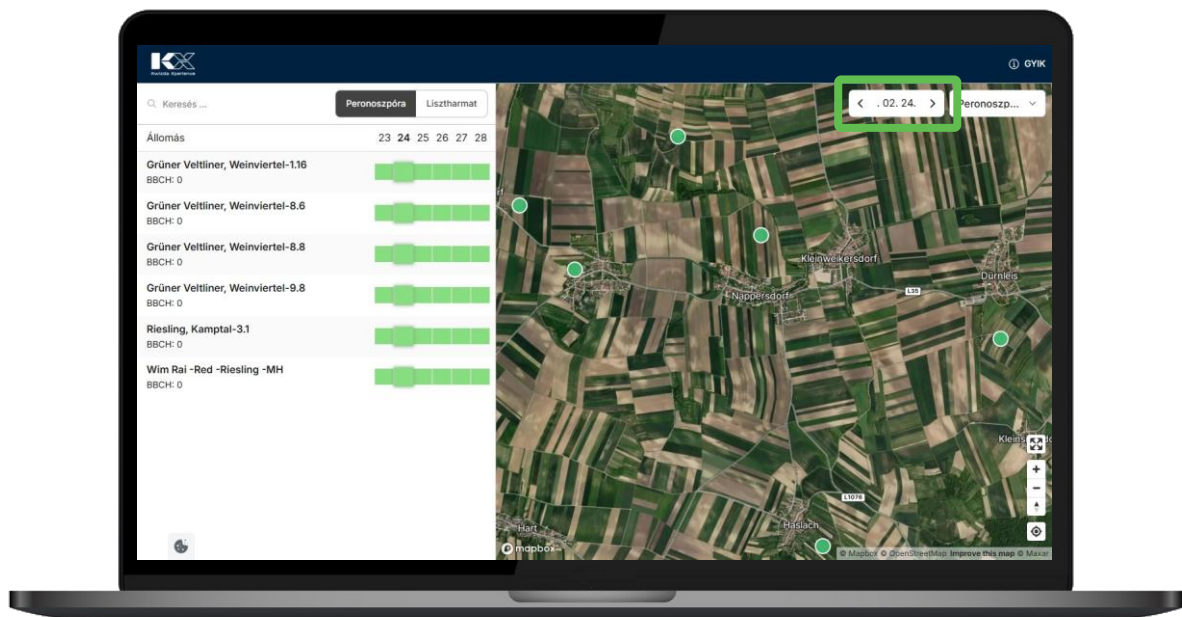 KX
Kwizda Xperience
GYIK
Keresés ...
Peronoszpóra
Lisztharmat
. 02. 24.
Peronoszp...
Állomás
23 24 25 26 27 28
Grüner Veltliner, Weinviertel-1.16
BBCH: 0
Grüner Veltliner, Weinviertel-8.6
BBCH: 0
Grüner Veltliner, Weinviertel-8.8
BBCH: 0
Grüner Veltliner, Weinviertel-9.8
BBCH: 0
Riesling, Kamptal-3.1
BBCH: 0
Wim Rai -Red -Riesling -MH
BBCH: 0
Kleinweikersdorf
Dürnleis
L35
Nappersdorf
L1076
Haslach
Hart
mapbox
© Mapbox © OpenStreetMap Improve this map © Maxar